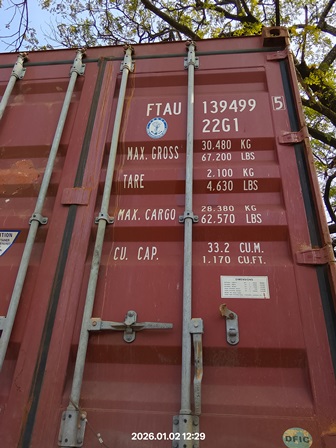 FTAU 139499 5
22G1
MAX. GROSS 30.480 KG
67.200 LBS
TARE 2.100 KG
4.630 LBS
MAX. CARGO 28.380 KG
62.570 LBS
CU. CAP. 33.2 CU.M.
1.170 CU.FT.
DFIC
2026.01.02 12:29